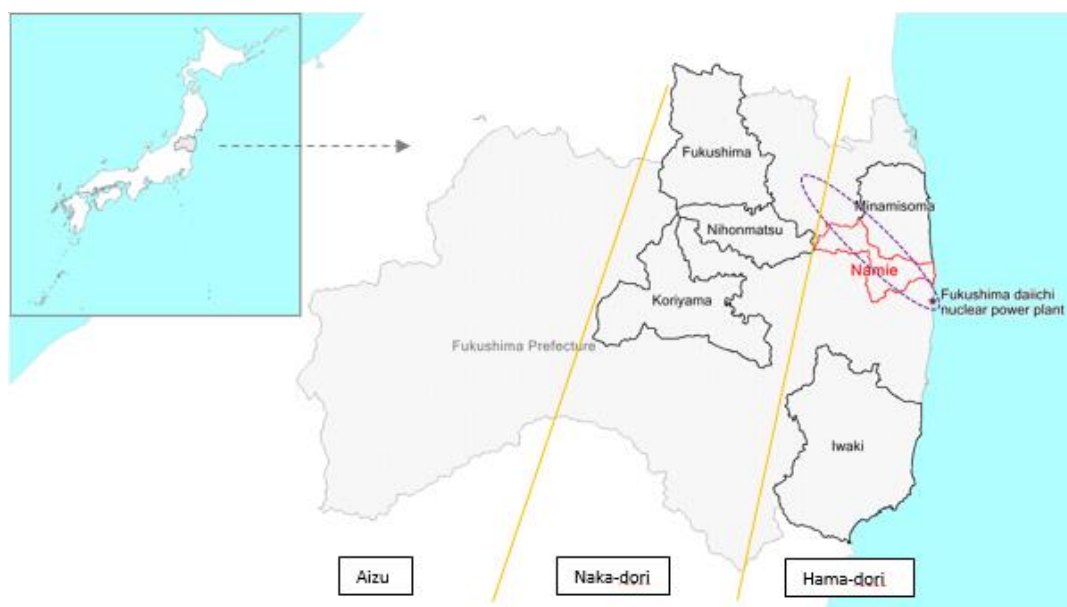 Fukushima
Minamisoma
Nihonmatsu
Namie
Koriyama
Fukushima daiichi
nuclear power plant
Fukushima Prefecture
Iwaki
Aizu
Naka-dori
Hama-dori